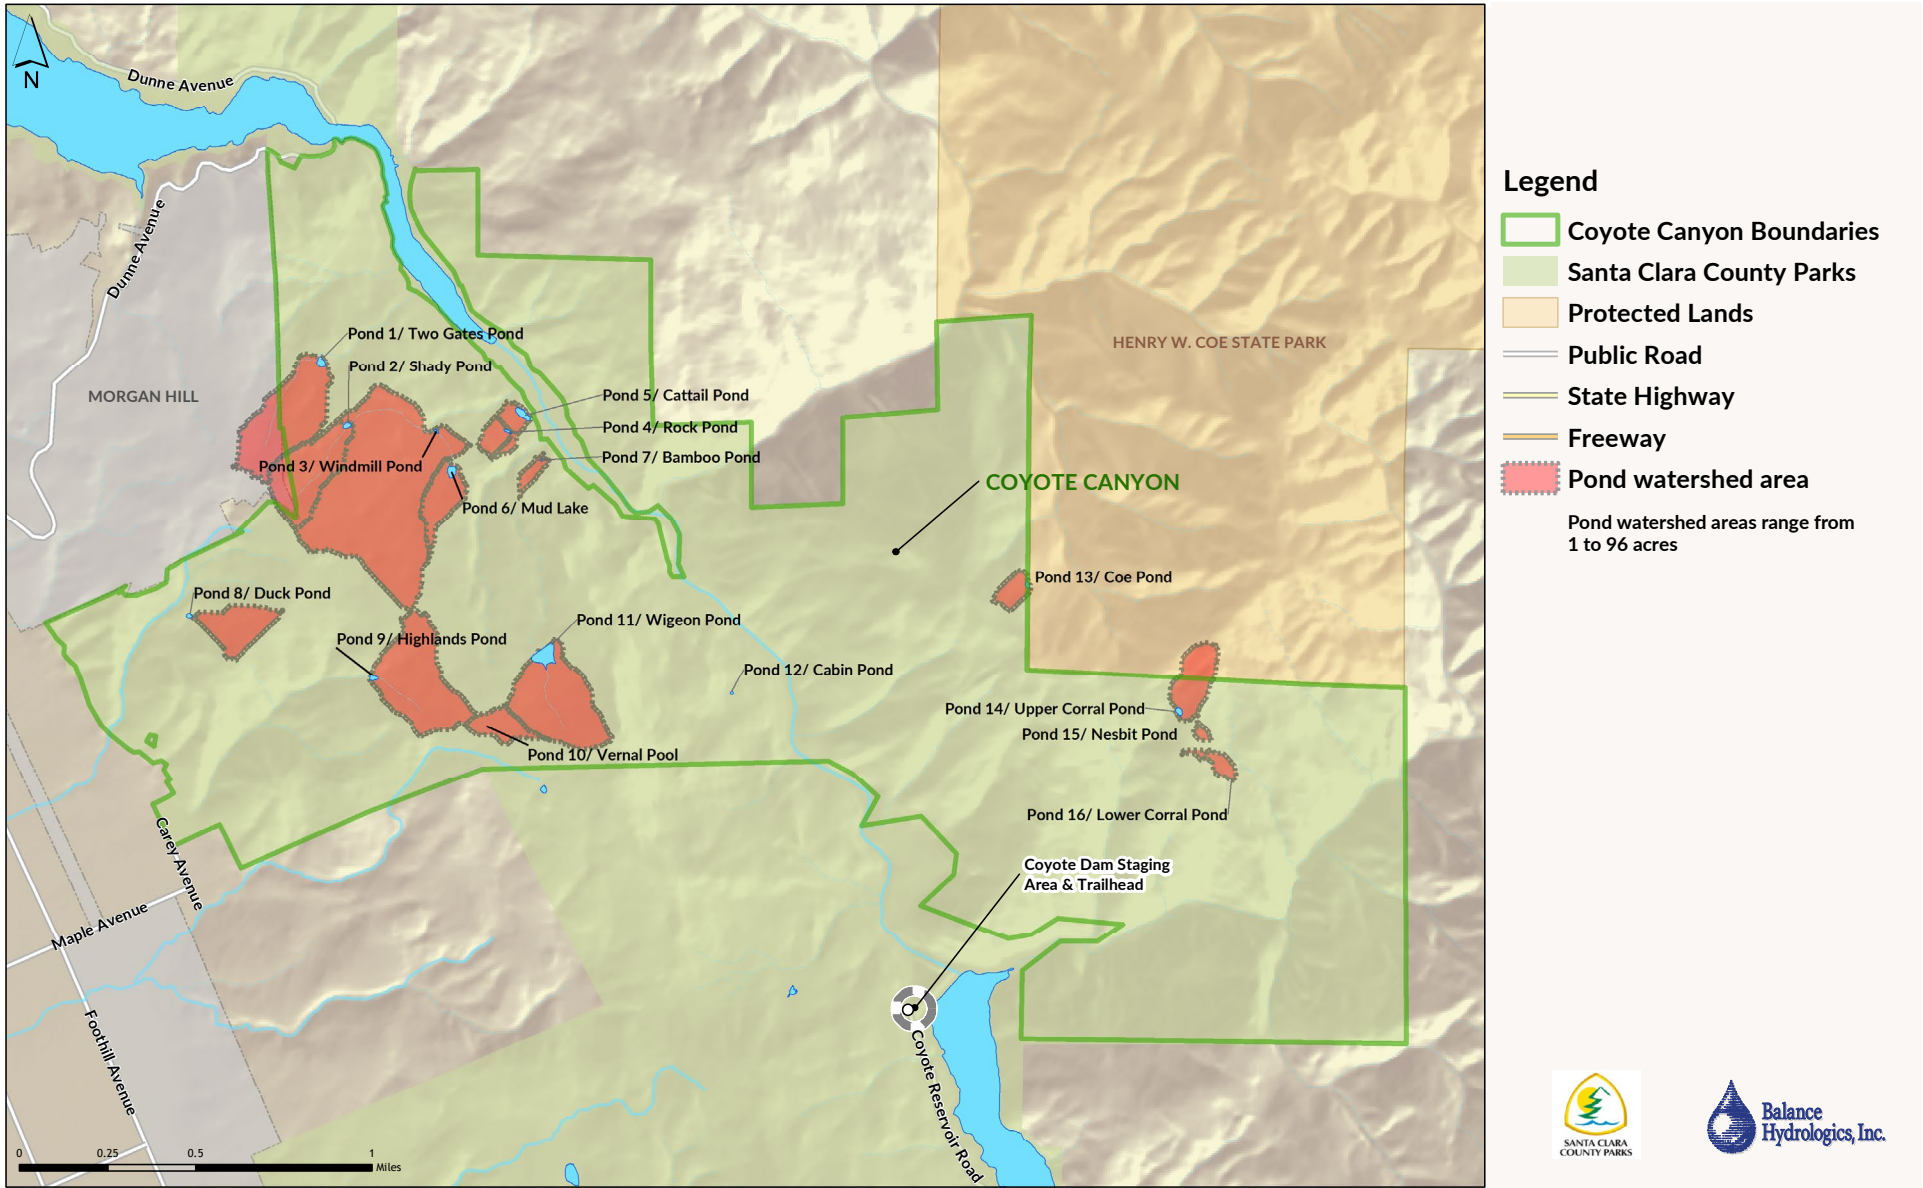 N
Dunne Avenue
Dunne Avenue
Pond 1/ Two Gates Pond
Pond 2/ Shady Pond
HENRY W. COE STATE PARK
MORGAN HILL
Pond 5/ Cattail Pond
Pond 4/ Rock Pond
Pond 3/ Windmill Pond
Pond 7/ Bamboo Pond
COYOTE CANYON
Pond 6/ Mud Lake
Pond 13/ Coe Pond
Pond 8/ Duck Pond
Pond 11/ Wigeon Pond
Pond 9/ Highlands Pond
Pond 12/ Cabin Pond
Pond 14/ Upper Corral Pond
Pond 15/ Nesbit Pond
Pond 10/ Vernal Pool
Pond 16/ Lower Corral Pond
Carey Avenue
Coyote Dam Staging
Area & Trailhead
Maple Avenue
Foothill Avenue
Coyote Reservoir Road
0 0.25 0.5 1
Miles
Legend
Coyote Canyon Boundaries
Santa Clara County Parks
Protected Lands
Public Road
State Highway
Freeway
Pond watershed area
Pond watershed areas range from
1 to 96 acres
SANTA CLARA
COUNTY PARKS
Balance
Hydrologics, Inc.